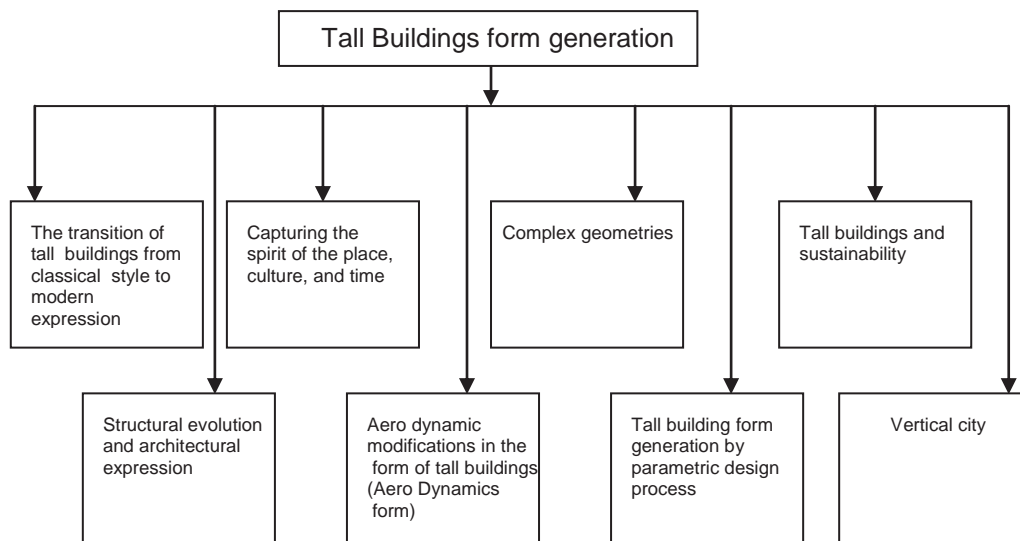 Tall Buildings form generation
The transition of
tall buildings from
classical style to
modern
expression
Capturing the
spirit of the place,
culture, and time
Complex geometries
Tall buildings and
sustainability
Structural evolution
and architectural
expression
Aero dynamic
modifications in the
form of tall buildings
(Aero Dynamics
form)
Tall building form
generation by
parametric design
process
Vertical city